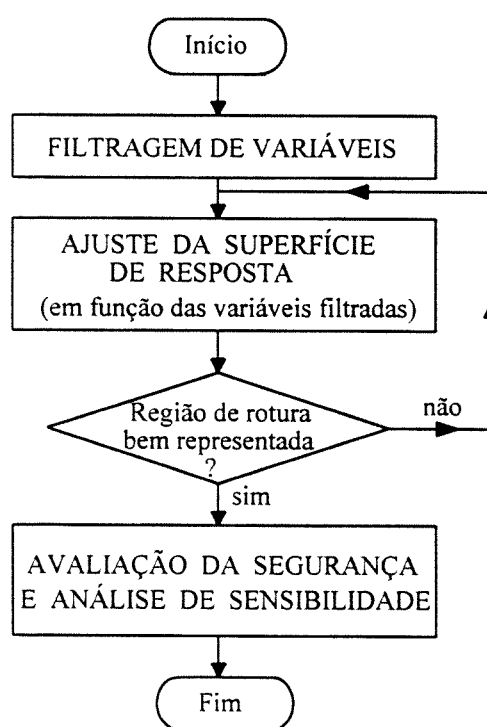 Início
FILTRAGEM DE VARIÁVEIS
AJUSTE DA SUPERFÍCIE
DE RESPOSTA
(em função das variáveis filtradas)
Região de rotura
bem representada
?
não
sim
AVALIAÇÃO DA SEGURANÇA
E ANÁLISE DE SENSIBILIDADE
Fim